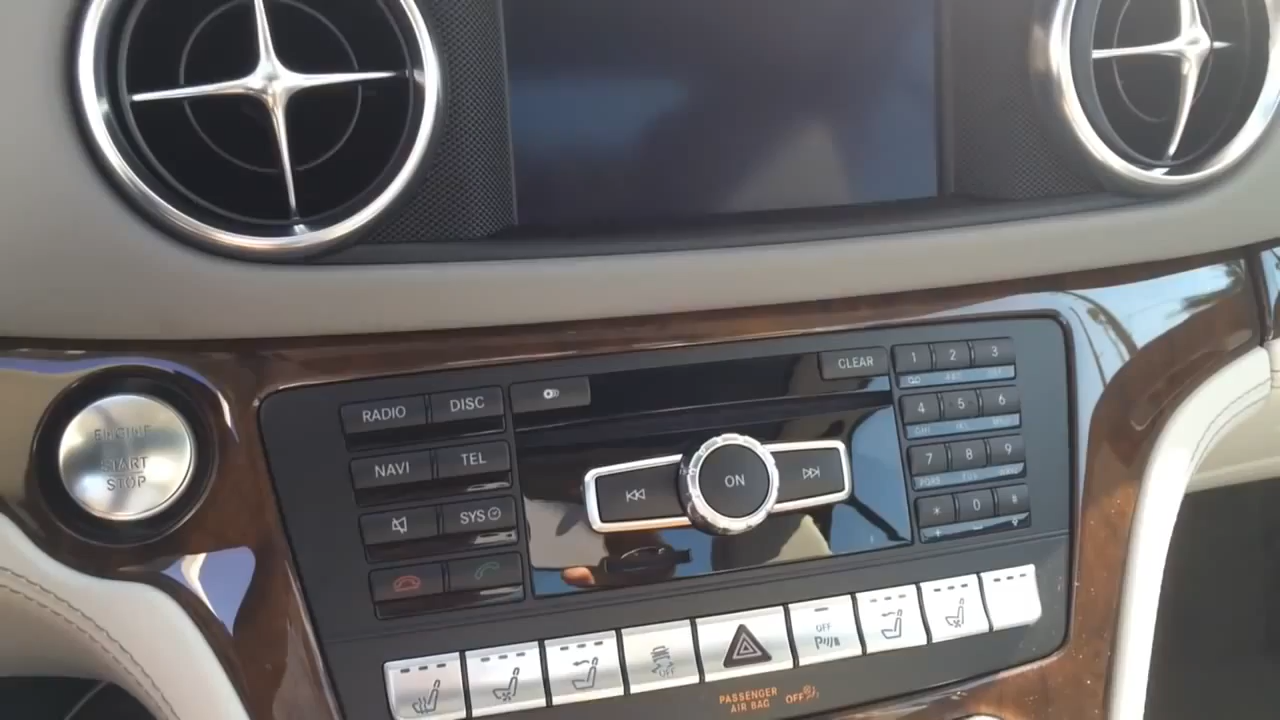 ENGINE
START
STOP
RADIO
DISC
NAVI
TEL
SYS
CLEAR
1 2 3
4 5 6
7 8 9
* 0 #
ON
OFF
OFF
PASSENGER
AIR BAG
OFF